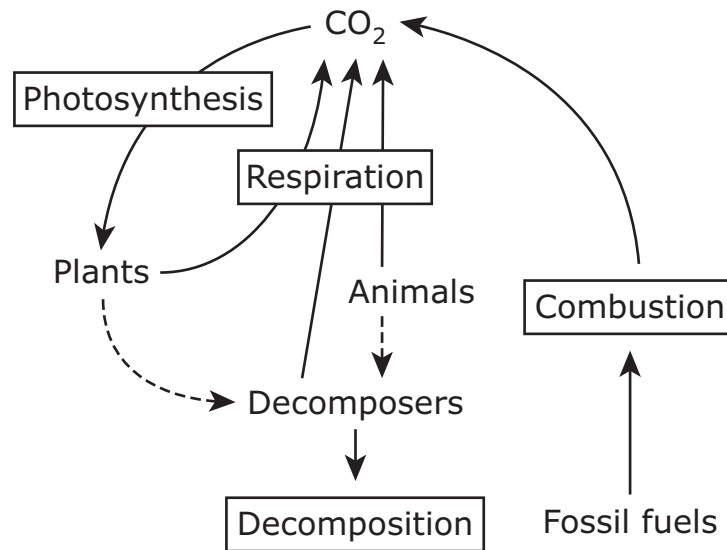 CO₂
Photosynthesis
Respiration
Plants
Animals
Combustion
Decomposers
Decomposition
Fossil fuels